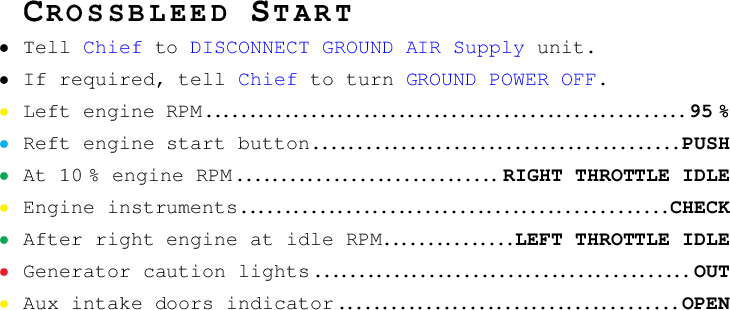 CROSSBLEED START
● Tell Chief to DISCONNECT GROUND AIR Supply unit.
● If required, tell Chief to turn GROUND POWER OFF.
● Left engine RPM.......................................................95 %
● Reft engine start button..........................................PUSH
● At 10 % engine RPM..............................RIGHT THROTTLE IDLE
● Engine instruments.................................................CHECK
● After right engine at idle RPM...............LEFT THROTTLE IDLE
● Generator caution lights...........................................OUT
● Aux intake doors indicator.......................................OPEN